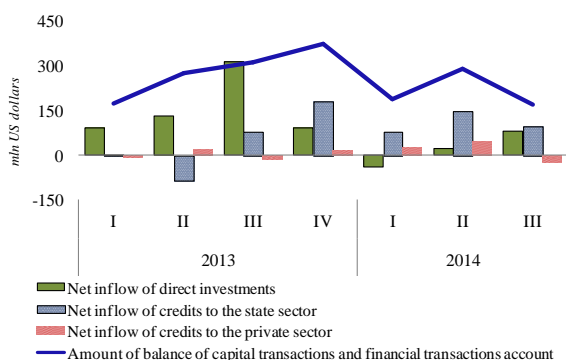 450
300
150
0
-150
mln US dollars
I II III IV I II III
2013 2014
Net inflow of direct investments
Net inflow of credits to the state sector
Net inflow of credits to the private sector
Amount of balance of capital transactions and financial transactions account